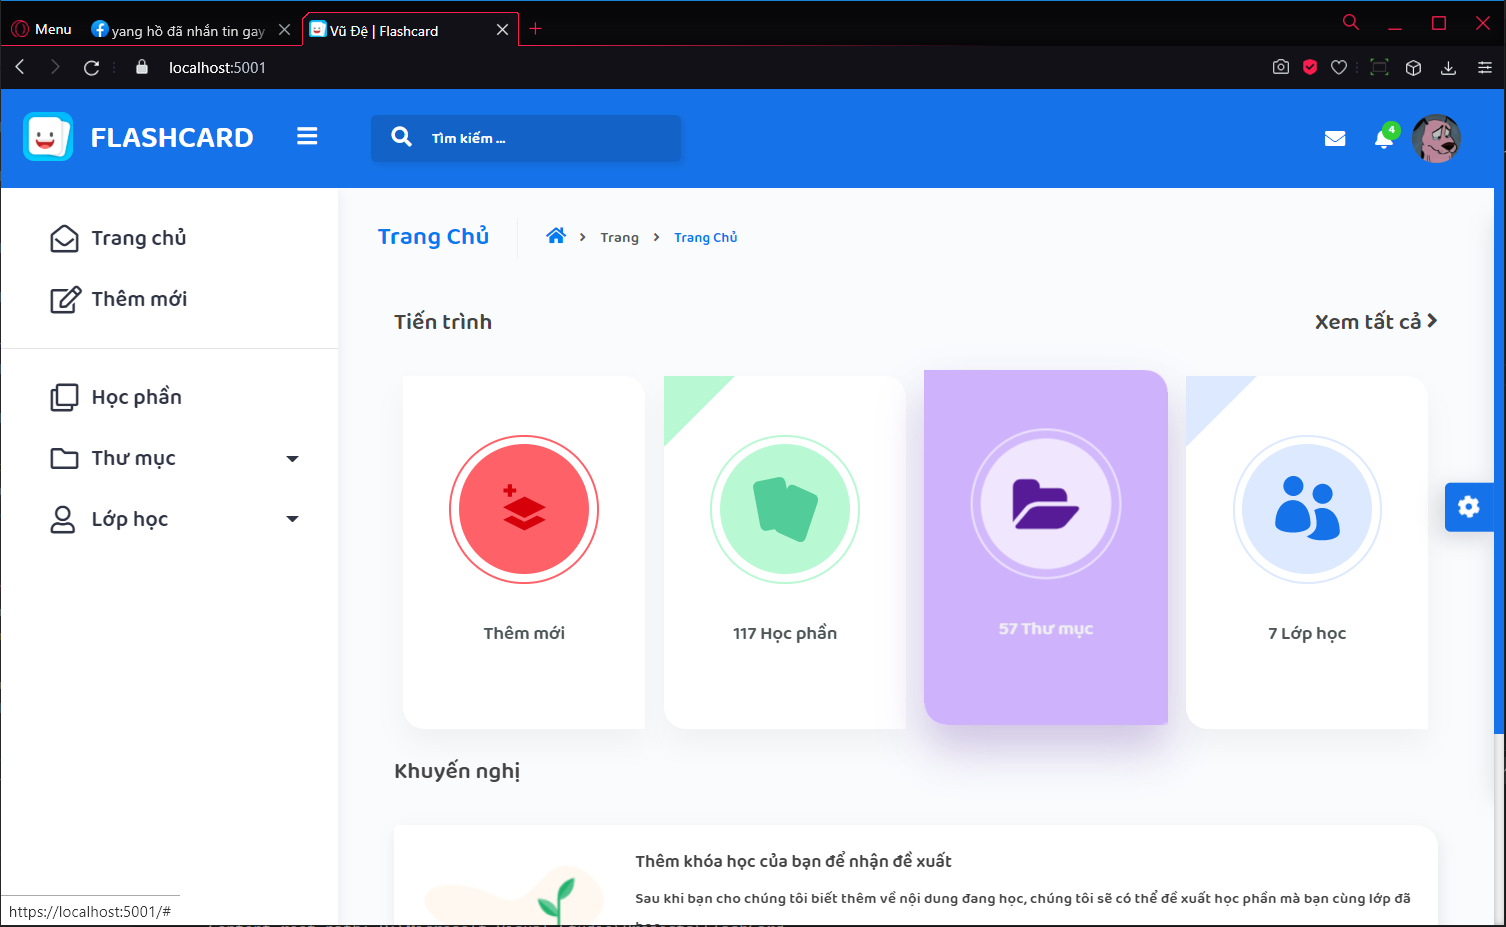 Menu
yang hồ đã nhắn tin gay
Vũ Đệ | Flashcard
localhost:5001
FLASHCARD
Tìm kiếm ...
4
Trang chủ
Thêm mới
Học phần
Thư mục
Lớp học
Trang Chủ
Trang
Trang Chủ
Tiến trình
Xem tất cả
Thêm mới
117 Học phần
57 Thư mục
7 Lớp học
Khuyến nghị
Thêm khóa học của bạn để nhận đề xuất
Sau khi bạn cho chúng tôi biết thêm về nội dung đang học, chúng tôi sẽ có thể đề xuất học phần mà bạn cùng lớp đã
https://localhost:5001/#